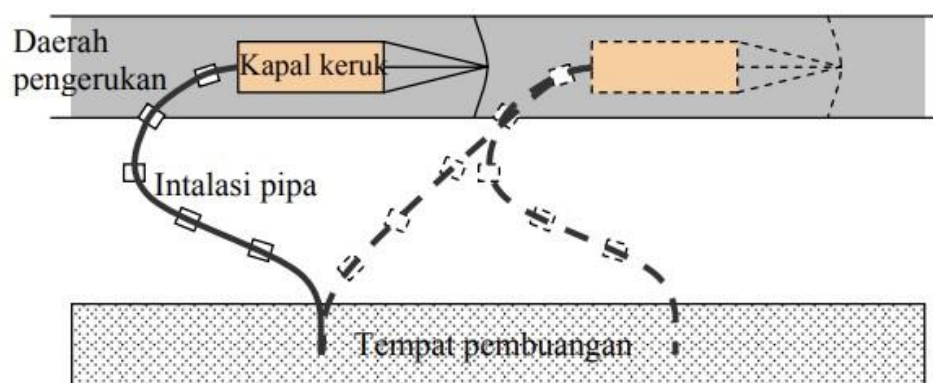 Daerah
pengerukan
Kapal keruk
Intalasi pipa
Tempat pembuangan